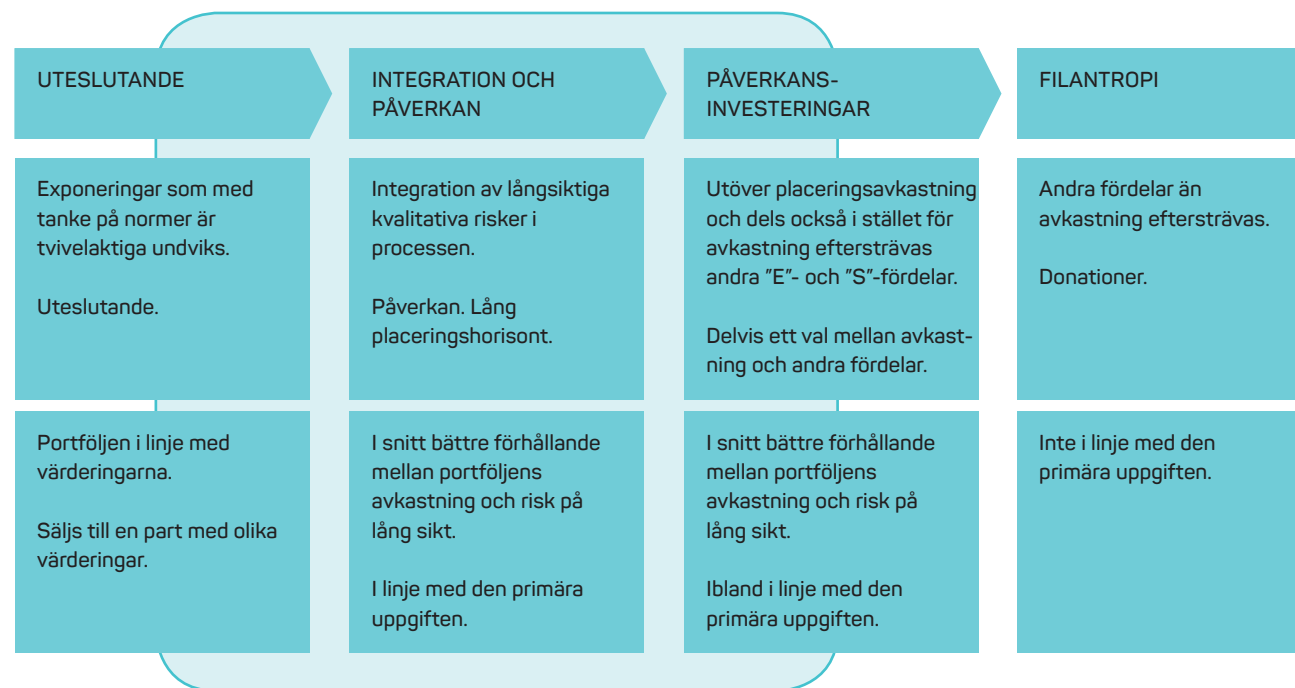 UTESLUTANDE
INTEGRATION OCH
PÅVERKAN
PÅVERKANS-
INVESTERINGAR
FILANTROPI
Exponeringar som med
tanke på normer är
tvivelaktiga undviks.
Uteslutande.
Integration av långsiktiga
kvalitativa risker i
processen.
Påverkan. Lång
placeringshorisont.
Utöver placeringsavkastning
och dels också i stället för
avkastning eftersträvas
andra ”E”- och ”S”-fördelar.
Delvis ett val mellan avkast-
ning och andra fördelar.
Andra fördelar än
avkastning eftersträvas.
Donationer.
Portföljen i linje med
värderingarna.
Säljs till en part med olika
värderingar.
I snitt bättre förhållande
mellan portföljens
avkastning och risk på
lång sikt.
I linje med den primära
uppgiften.
I snitt bättre förhållande
mellan portföljens
avkastning och risk på
lång sikt.
Ibland i linje med den
primära uppgiften.
Inte i linje med den
primära uppgiften.